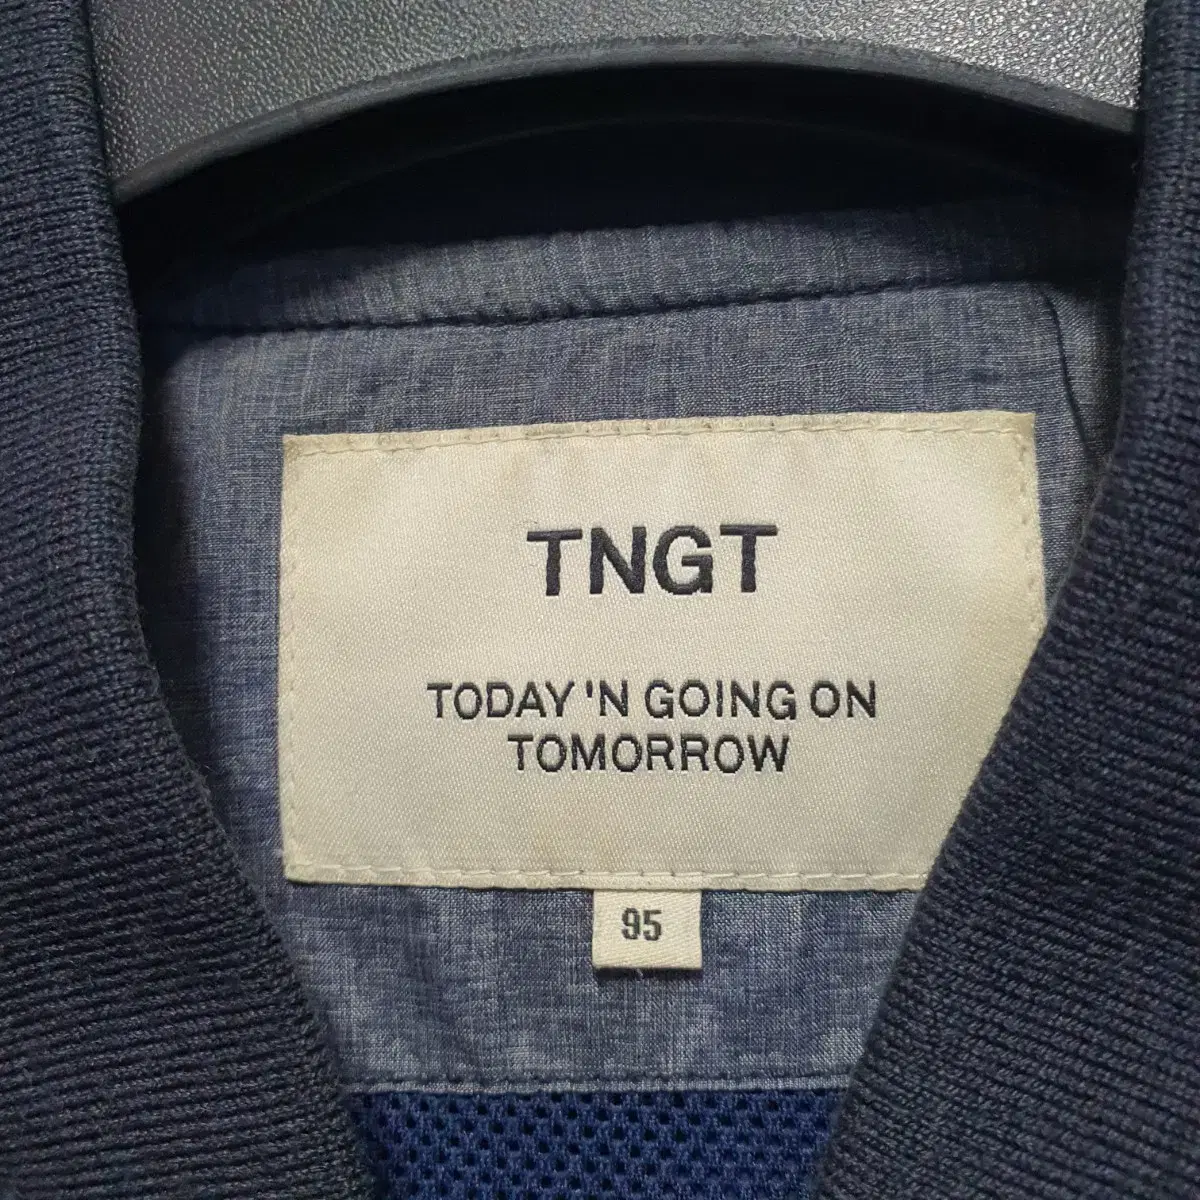 TNGT
TODAY 'N GOING ON
TOMORROW
95